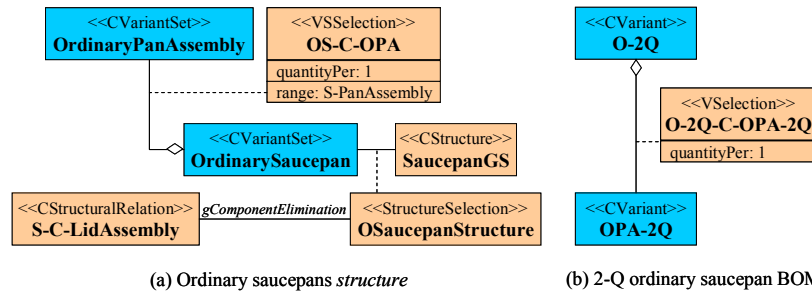 <<CVariantSet>>
OrdinaryPanAssembly
<<VSSelection>>
OS-C-OPA
quantityPer: 1
range: S-PanAssembly
<<CVariantSet>>
OrdinarySaucepan
<<CStructure>>
SaucepanGS
<<CStructuralRelation>>
S-C-LidAssembly
gComponentElimination
<<StructureSelection>>
OSaucepanStructure
(a) Ordinary saucepans structure
<<CVariant>>
O-2Q
<<VSelection>>
O-2Q-C-OPA-2Q
quantityPer: 1
<<CVariant>>
OPA-2Q
(b) 2-Q ordinary saucepan BOM